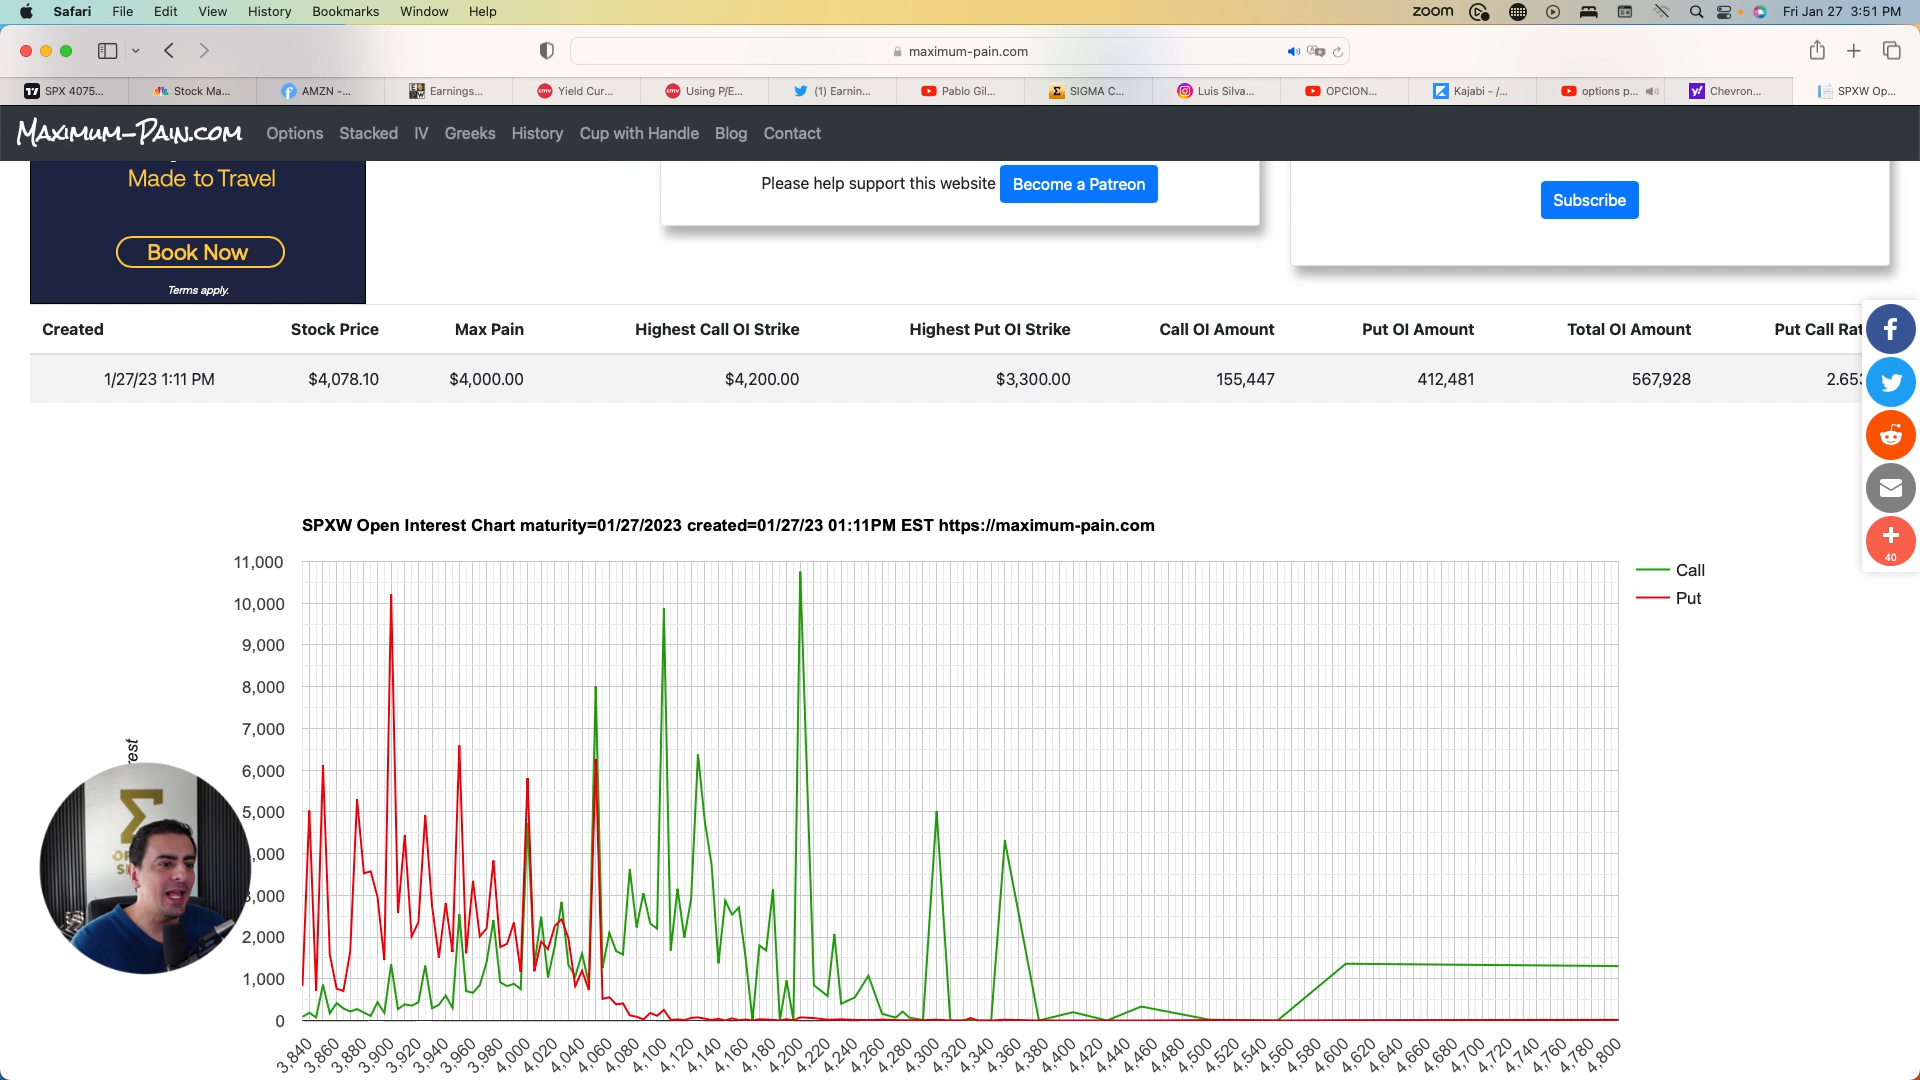 Safari File Edit View History Bookmarks Window Help zoom Fri Jan 27 3:51 PM
maximum-pain.com
SPX 4075... Stock Ma... AMZN -... Earnings... Yield Cur... Using P/E... (1) Earnin... Pablo Gil... SIGMA C... Luis Silva... OPCION... Kajabi - /... options p... Chevron... SPXW Op...
Maximum-Pain.com Options Stacked IV Greeks History Cup with Handle Blog Contact
Made to Travel
Please help support this website Become a Patreon
Subscribe
Book Now
Terms apply.
Created Stock Price Max Pain Highest Call OI Strike Highest Put OI Strike Call OI Amount Put OI Amount Total OI Amount Put Call Rat
1/27/23 1:11 PM $4,078.10 $4,000.00 $4,200.00 $3,300.00 155,447 412,481 567,928 2.653
40
SPXW Open Interest Chart maturity=01/27/2023 created=01/27/23 01:11PM EST https://maximum-pain.com
11,000
10,000
9,000
8,000
7,000
6,000
5,000
,000
3,000
2,000
1,000
0
rest
Call
Put
3,840 3,860 3,880 3,900 3,920 3,940 3,960 3,980 4,000 4,020 4,040 4,060 4,080 4,100 4,120 4,140 4,160 4,180 4,200 4,220 4,240 4,260 4,280 4,300 4,320 4,340 4,360 4,380 4,400 4,420 4,440 4,460 4,480 4,500 4,520 4,540 4,560 4,580 4,600 4,620 4,640 4,660 4,680 4,700 4,720 4,740 4,760 4,780 4,800